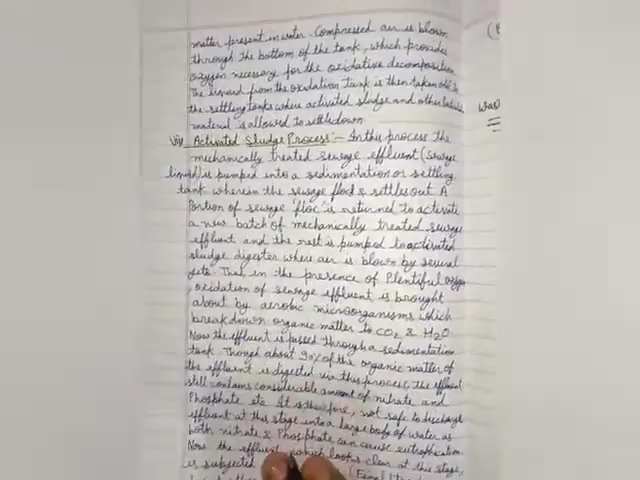 matter present in water. Compressed air is blown
through the bottom of the tank, which provides
oxygen necessary for the oxidative decomposition
The liquid from the oxidation tank is then taken
the settling tanks where activated sludge and other
material is allowed to settle down
Activated Sludge Process:- In this process the
mechanically treated sewage effluent (sewage
liquid) is pumped into a sedimentation or settling
tank wherein the sewage flocs & settles out A
Portion of sewage 'floc' is returned to activate
a new batch of mechanically treated sewage
effluent and the rest is pumped to activated
sludge digester where air is blown by several
jets. Thus in the presence of Plentiful oxygen
oxidation of sewage effluent is brought
about by aerobic microorganisms which
breakdown organic matter to CO2 & H2O
Now the effluent is passed through a sedimentation
tank. Though about 90% of the organic matter of
the effluent is digested via this process, the effluent
still contains considerable amount of nitrate and
Phosphate etc. It is therefore, not safe to discharge
effluent at this stage into a large body of water as
both nitrate & Phosphate can cause eutrophication.
Now the effluent, which looks clear at this stage,
is subjected